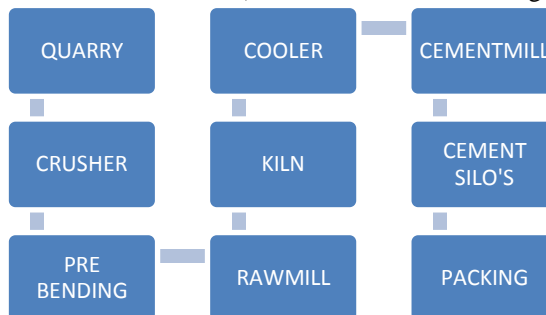 QUARRY
CRUSHER
PRE
BENDING
RAWMILL
KILN
COOLER
CEMENTMILL
CEMENT
SILO'S
PACKING